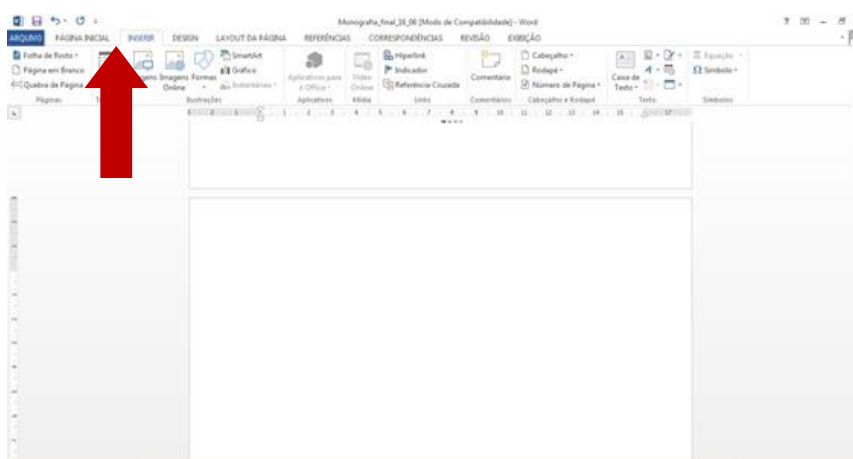 Monografia_final_26_06 [Modo de Compatibilidade] - Word
ARQUIVO PÁGINA INICIAL INSERIR DESIGN LAYOUT DA PÁGINA REFERÊNCIAS CORRESPONDÊNCIAS REVISÃO EXIBIÇÃO
Folha de Rosto SmartArt Hiperlink Cabeçalho Equação
Página em Branco Imagens Formas Gráfico Aplicativos para Vídeo Indicador Comentário Rodapé Caixa de Símbolo
Quebra de Página Online Instantâneo o Office Online Referência Cruzada Número de Página Texto
Páginas Ilustrações Aplicativos Mídia Links Comentários Cabeçalho e Rodapé Texto Símbolos